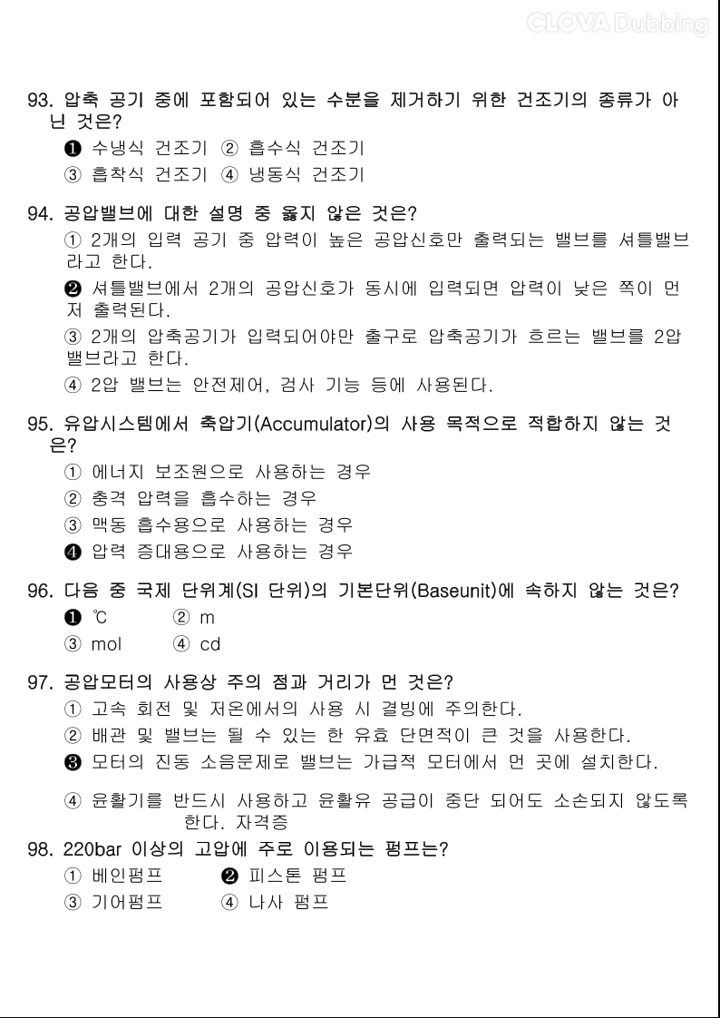 CLOVA Dubbing
93. 압축 공기 중에 포함되어 있는 수분을 제거하기 위한 건조기의 종류가 아
닌 것은?
❶ 수냉식 건조기 ② 흡수식 건조기
③ 흡착식 건조기 ④ 냉동식 건조기
94. 공압밸브에 대한 설명 중 옳지 않은 것은?
① 2개의 입력 공기 중 압력이 높은 공압신호만 출력되는 밸브를 셔틀밸브
라고 한다.
❷ 셔틀밸브에서 2개의 공압신호가 동시에 입력되면 압력이 낮은 쪽이 먼
저 출력된다.
③ 2개의 압축공기가 입력되어야만 출구로 압축공기가 흐르는 밸브를 2압
밸브라고 한다.
④ 2압 밸브는 안전제어, 검사 기능 등에 사용된다.
95. 유압시스템에서 축압기(Accumulator)의 사용 목적으로 적합하지 않는 것
은?
① 에너지 보조원으로 사용하는 경우
② 충격 압력을 흡수하는 경우
③ 맥동 흡수용으로 사용하는 경우
❹ 압력 증대용으로 사용하는 경우
96. 다음 중 국제 단위계(SI 단위)의 기본단위(Baseunit)에 속하지 않는 것은?
❶ ℃ ② m
③ mol ④ cd
97. 공압모터의 사용상 주의 점과 거리가 먼 것은?
① 고속 회전 및 저온에서의 사용 시 결빙에 주의한다.
② 배관 및 밸브는 될 수 있는 한 유효 단면적이 큰 것을 사용한다.
❸ 모터의 진동 소음문제로 밸브는 가급적 모터에서 먼 곳에 설치한다.
④ 윤활기를 반드시 사용하고 윤활유 공급이 중단 되어도 소손되지 않도록
한다. 자격증
98. 220bar 이상의 고압에 주로 이용되는 펌프는?
① 베인펌프 ❷ 피스톤 펌프
③ 기어펌프 ④ 나사 펌프